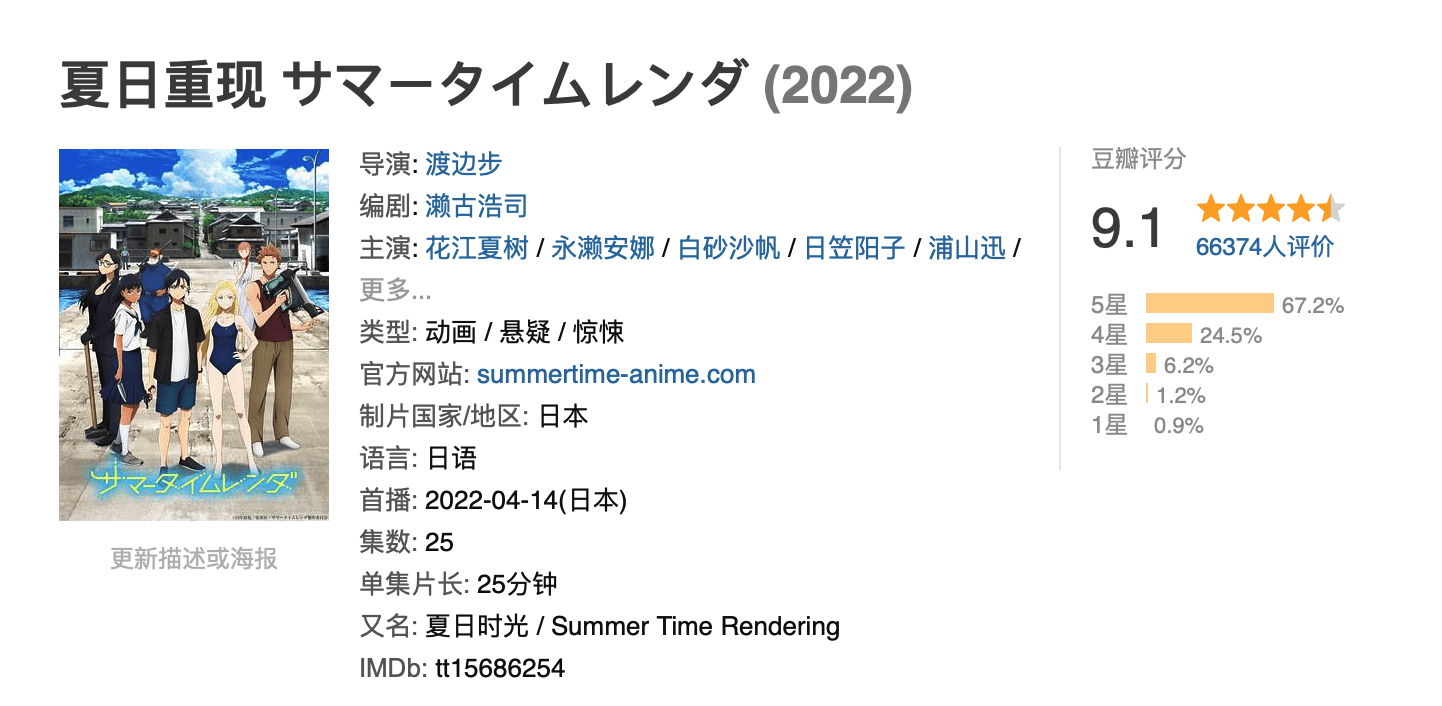 夏日重现 サマータイムレンダ (2022)
サマータイムレンダ
更新描述或海报
导演: 渡边步
编剧: 濑古浩司
主演: 花江夏树 / 永濑安娜 / 白砂沙帆 / 日笠阳子 / 浦山迅 /
更多...
类型: 动画 / 悬疑 / 惊悚
官方网站: summertime-anime.com
制片国家/地区: 日本
语言: 日语
首播: 2022-04-14(日本)
集数: 25
单集片长: 25分钟
又名: 夏日时光 / Summer Time Rendering
IMDb: tt15686254
豆瓣评分
9.1
66374人评价
5星 67.2%
4星 24.5%
3星 6.2%
2星 1.2%
1星 0.9%